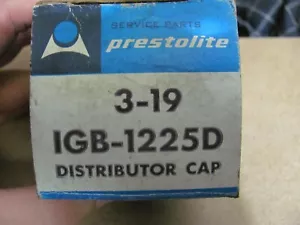 SERVICE PARTS
prestolite
3-19
IGB-1225D
DISTRIBUTOR CAP